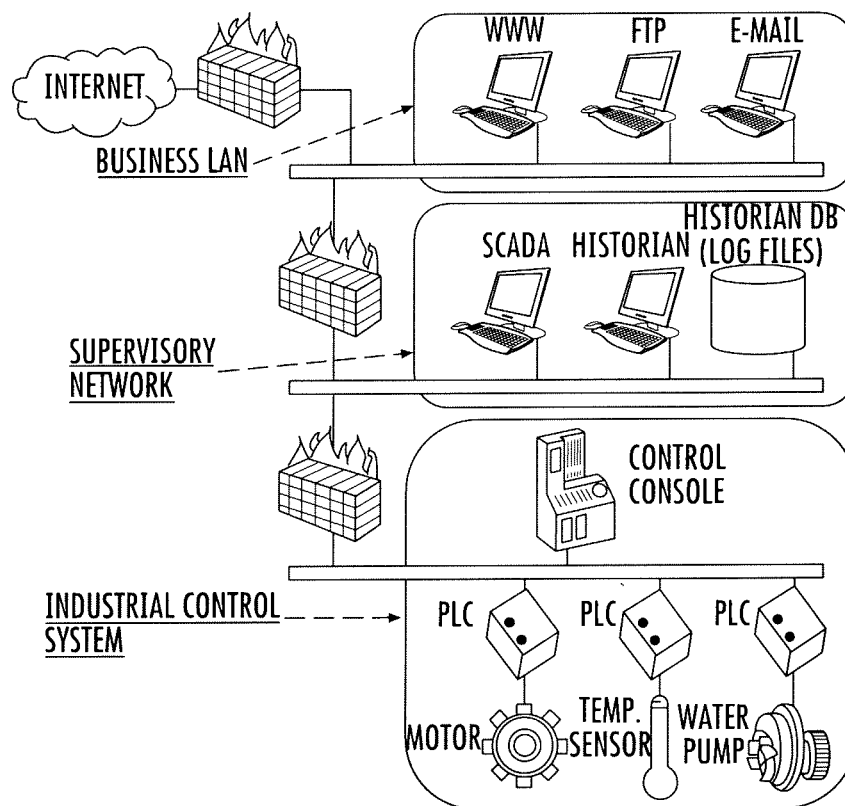 WWW
FTP
E-MAIL
INTERNET
BUSINESS LAN
SCADA
HISTORIAN
HISTORIAN DB
(LOG FILES)
SUPERVISORY
NETWORK
CONTROL
CONSOLE
INDUSTRIAL CONTROL
SYSTEM
PLC
PLC
PLC
MOTOR
TEMP.
SENSOR
WATER
PUMP